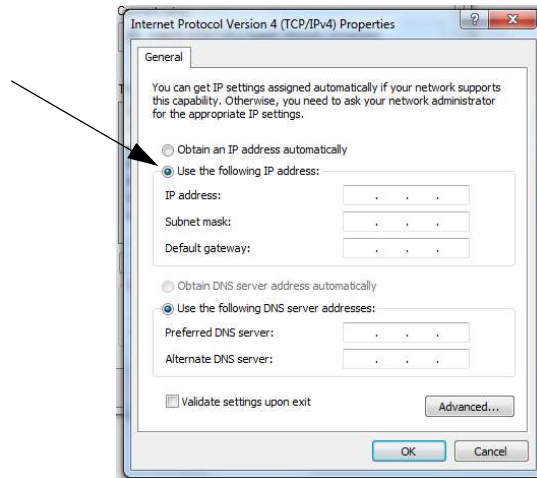 Internet Protocol Version 4 (TCP/IPv4) Properties
General
You can get IP settings assigned automatically if your network supports
this capability. Otherwise, you need to ask your network administrator
for the appropriate IP settings.
Obtain an IP address automatically
Use the following IP address:
IP address:
Subnet mask:
Default gateway:
Obtain DNS server address automatically
Use the following DNS server addresses:
Preferred DNS server:
Alternate DNS server:
Validate settings upon exit
Advanced...
OK Cancel